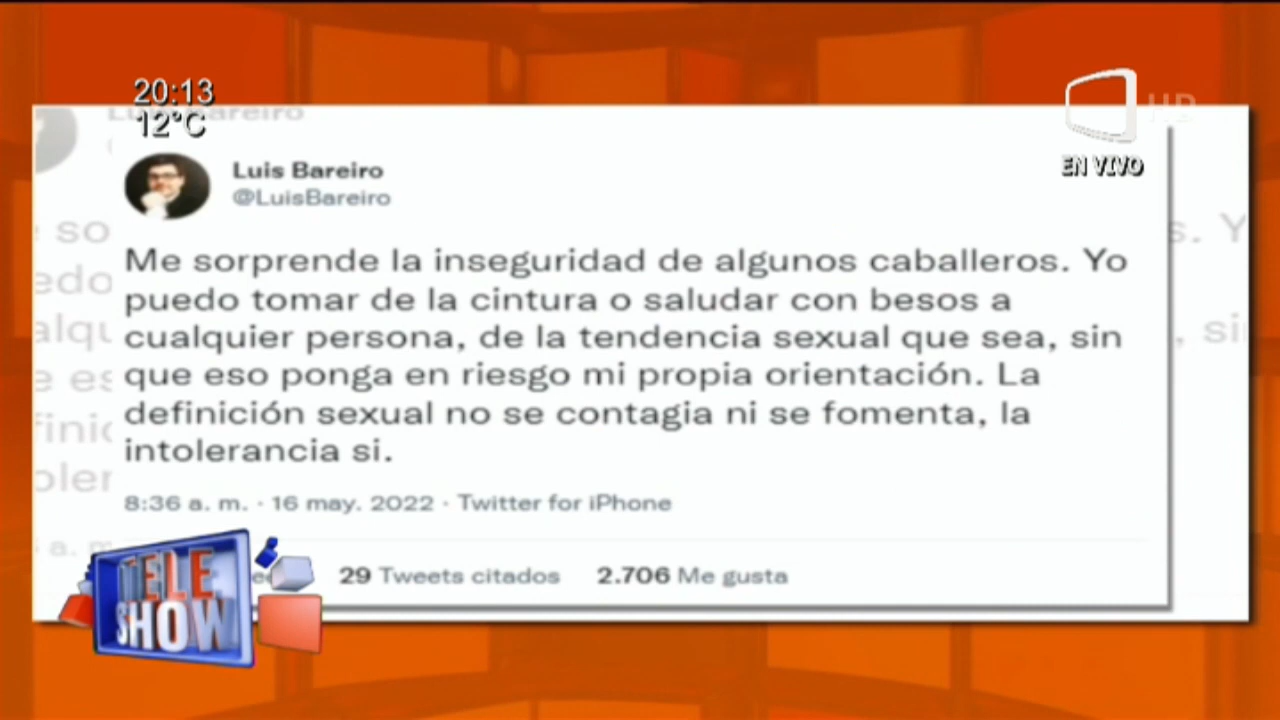 20:13
12°C
HD
EN VIVO
Luis Bareiro
@LuisBareiro
Me sorprende la inseguridad de algunos caballeros. Yo
puedo tomar de la cintura o saludar con besos a
cualquier persona, de la tendencia sexual que sea, sin
que eso ponga en riesgo mi propia orientación. La
definición sexual no se contagia ni se fomenta, la
intolerancia si.
8:36 a. m. · 16 may. 2022 · Twitter for iPhone
29 Tweets citados 2.706 Me gusta
TELE
SHOW